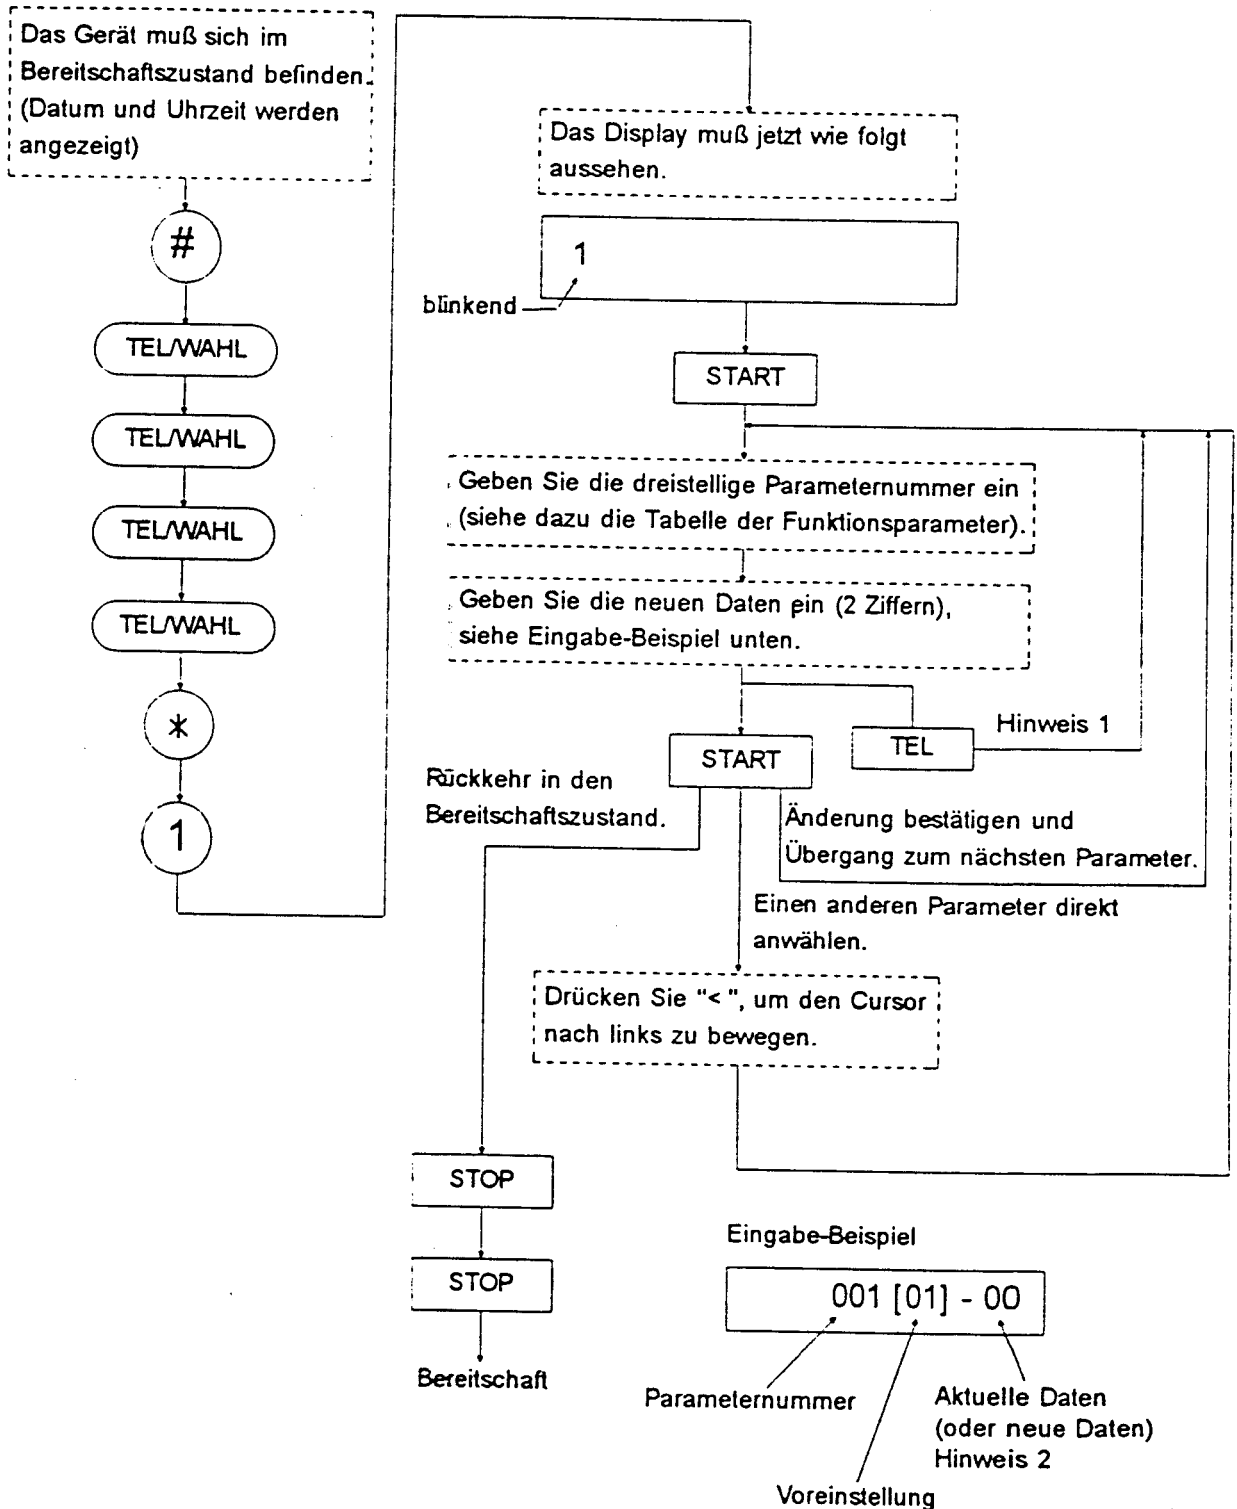 Das Gerät muß sich im
Bereitschaftszustand befinden.
(Datum und Uhrzeit werden
angezeigt)
#
TEL/WAHL
TEL/WAHL
TEL/WAHL
TEL/WAHL
*
1
Das Display muß jetzt wie folgt
aussehen.
1
blinkend
START
Geben Sie die dreistellige Parameternummer ein
(siehe dazu die Tabelle der Funktionsparameter).
Geben Sie die neuen Daten ein (2 Ziffern),
siehe Eingabe-Beispiel unten.
START
TEL
Hinweis 1
Rückkehr in den
Bereitschaftszustand.
Änderung bestätigen und
Übergang zum nächsten Parameter.
Einen anderen Parameter direkt
anwählen.
Drücken Sie "< ", um den Cursor
nach links zu bewegen.
STOP
STOP
Bereitschaft
Eingabe-Beispiel
001 [01] - 00
Parameternummer
Aktuelle Daten
(oder neue Daten)
Hinweis 2
Voreinstellung